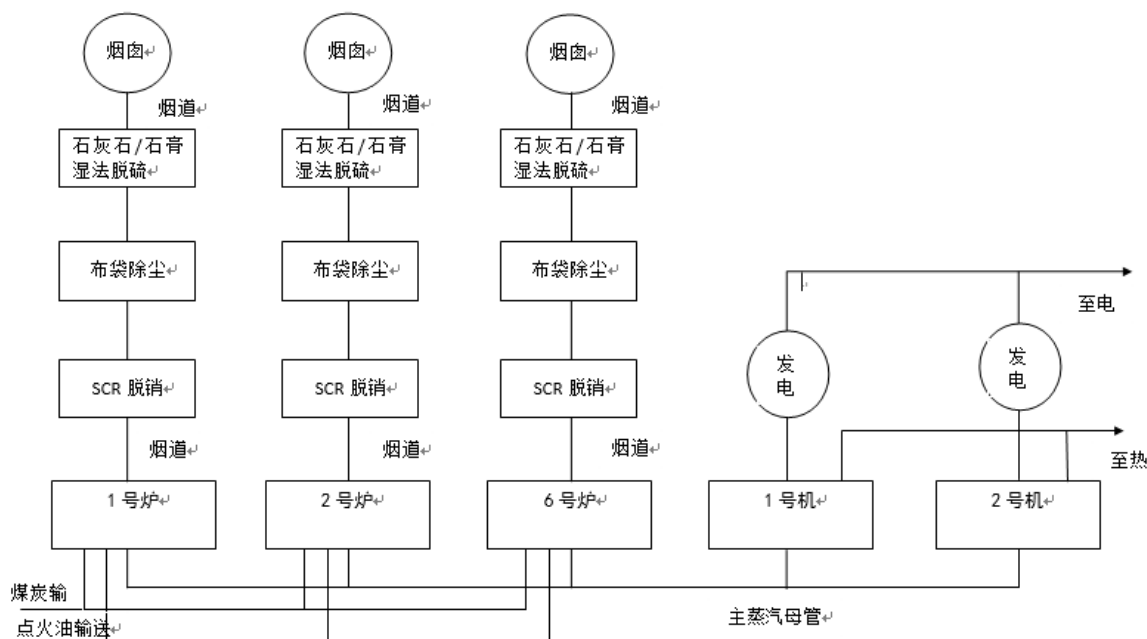 烟囱 烟囱 烟囱
烟道 烟道 烟道
石灰石/石膏 石灰石/石膏 石灰石/石膏
湿法脱硫 湿法脱硫 湿法脱硫
布袋除尘 布袋除尘 布袋除尘
至电
发 发
电 电
SCR 脱销 SCR 脱销 SCR 脱销
烟道 烟道 烟道
至热
1 号炉 2 号炉 6 号炉 1 号机 2 号机
煤炭输
点火油输送
主蒸汽母管